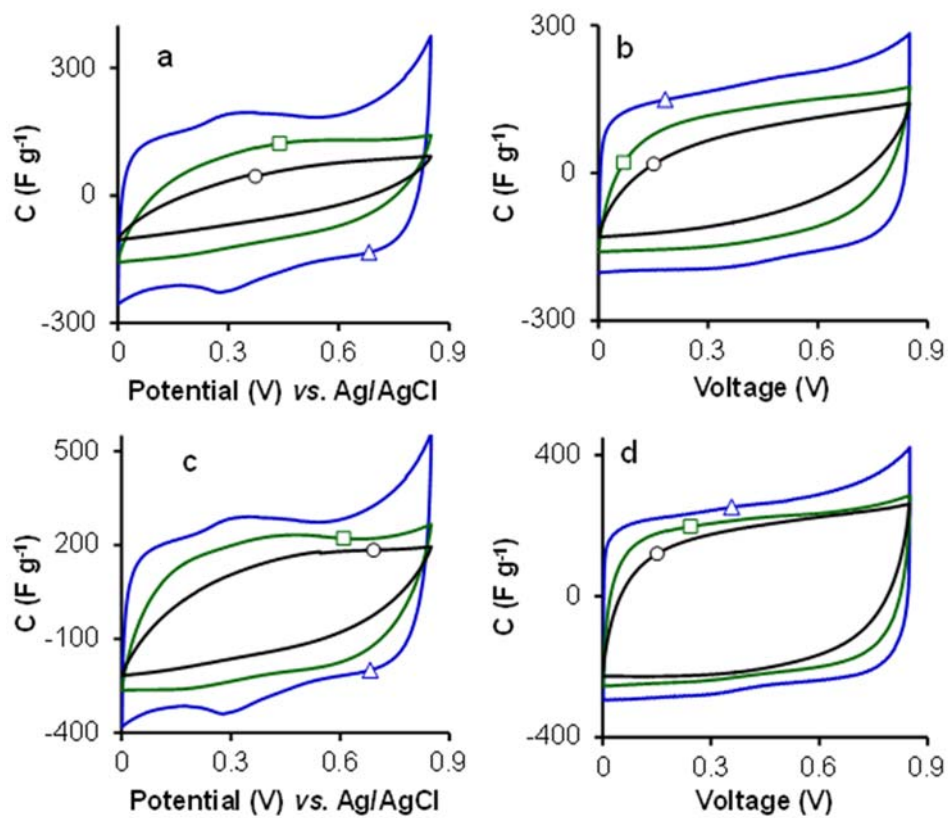 a
300
0
-300
C (F g-1)
0 0.3 0.6 0.9
Potential (V) vs. Ag/AgCl
b
300
0
-300
C (F g-1)
0 0.3 0.6 0.9
Voltage (V)
c
500
200
-100
-400
C (F g-1)
0 0.3 0.6 0.9
Potential (V) vs. Ag/AgCl
d
400
0
-400
C (F g-1)
0 0.3 0.6 0.9
Voltage (V)